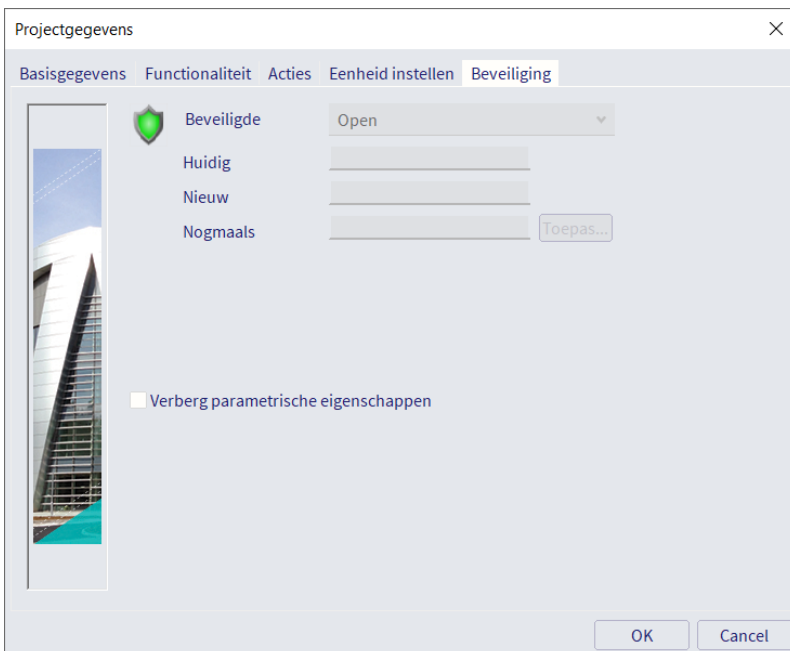 Projectgegevens
Basisgegevens Functionaliteit Acties Eenheid instellen Beveiliging
Beveiligde Open
Huidig
Nieuw
Nogmaals Toepas...
Verberg parametrische eigenschappen
OK Cancel